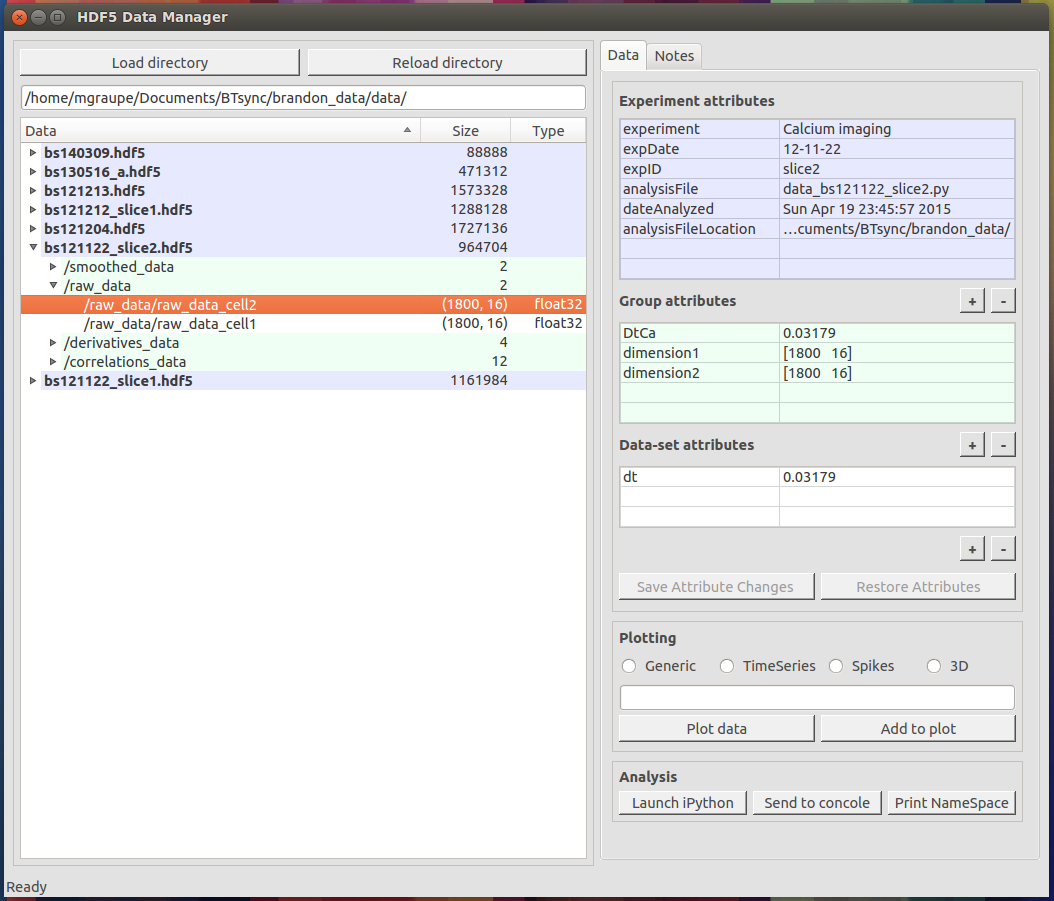 HDF5 Data Manager
Load directory Reload directory
/home/mgraupe/Documents/BTsync/brandon_data/data/
Data Size Type
bs140309.hdf5 88888
bs130516_a.hdf5 471312
bs121213.hdf5 1573328
bs121212_slice1.hdf5 1288128
bs121204.hdf5 1727136
bs121122_slice2.hdf5 964704
/smoothed_data 2
/raw_data 2
/raw_data/raw_data_cell2 (1800, 16) float32
/raw_data/raw_data_cell1 (1800, 16) float32
/derivatives_data 4
/correlations_data 12
bs121122_slice1.hdf5 1161984
Data Notes
Experiment attributes
experiment Calcium imaging
expDate 12-11-22
expID slice2
analysisFile data_bs121122_slice2.py
dateAnalyzed Sun Apr 19 23:45:57 2015
analysisFileLocation ...cuments/BTsync/brandon_data/
Group attributes + -
DtCa 0.03179
dimension1 [1800 16]
dimension2 [1800 16]
Data-set attributes + -
dt 0.03179
+ -
Save Attribute Changes Restore Attributes
Plotting
Generic TimeSeries Spikes 3D
Plot data Add to plot
Analysis
Launch iPython Send to concole Print NameSpace
Ready